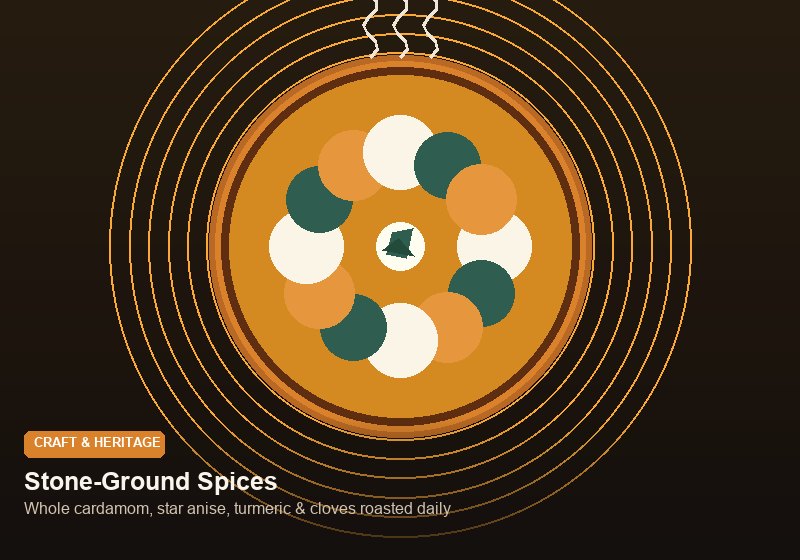 CRAFT & HERITAGE
Stone-Ground Spices
Whole cardamom, star anise, turmeric & cloves roasted daily